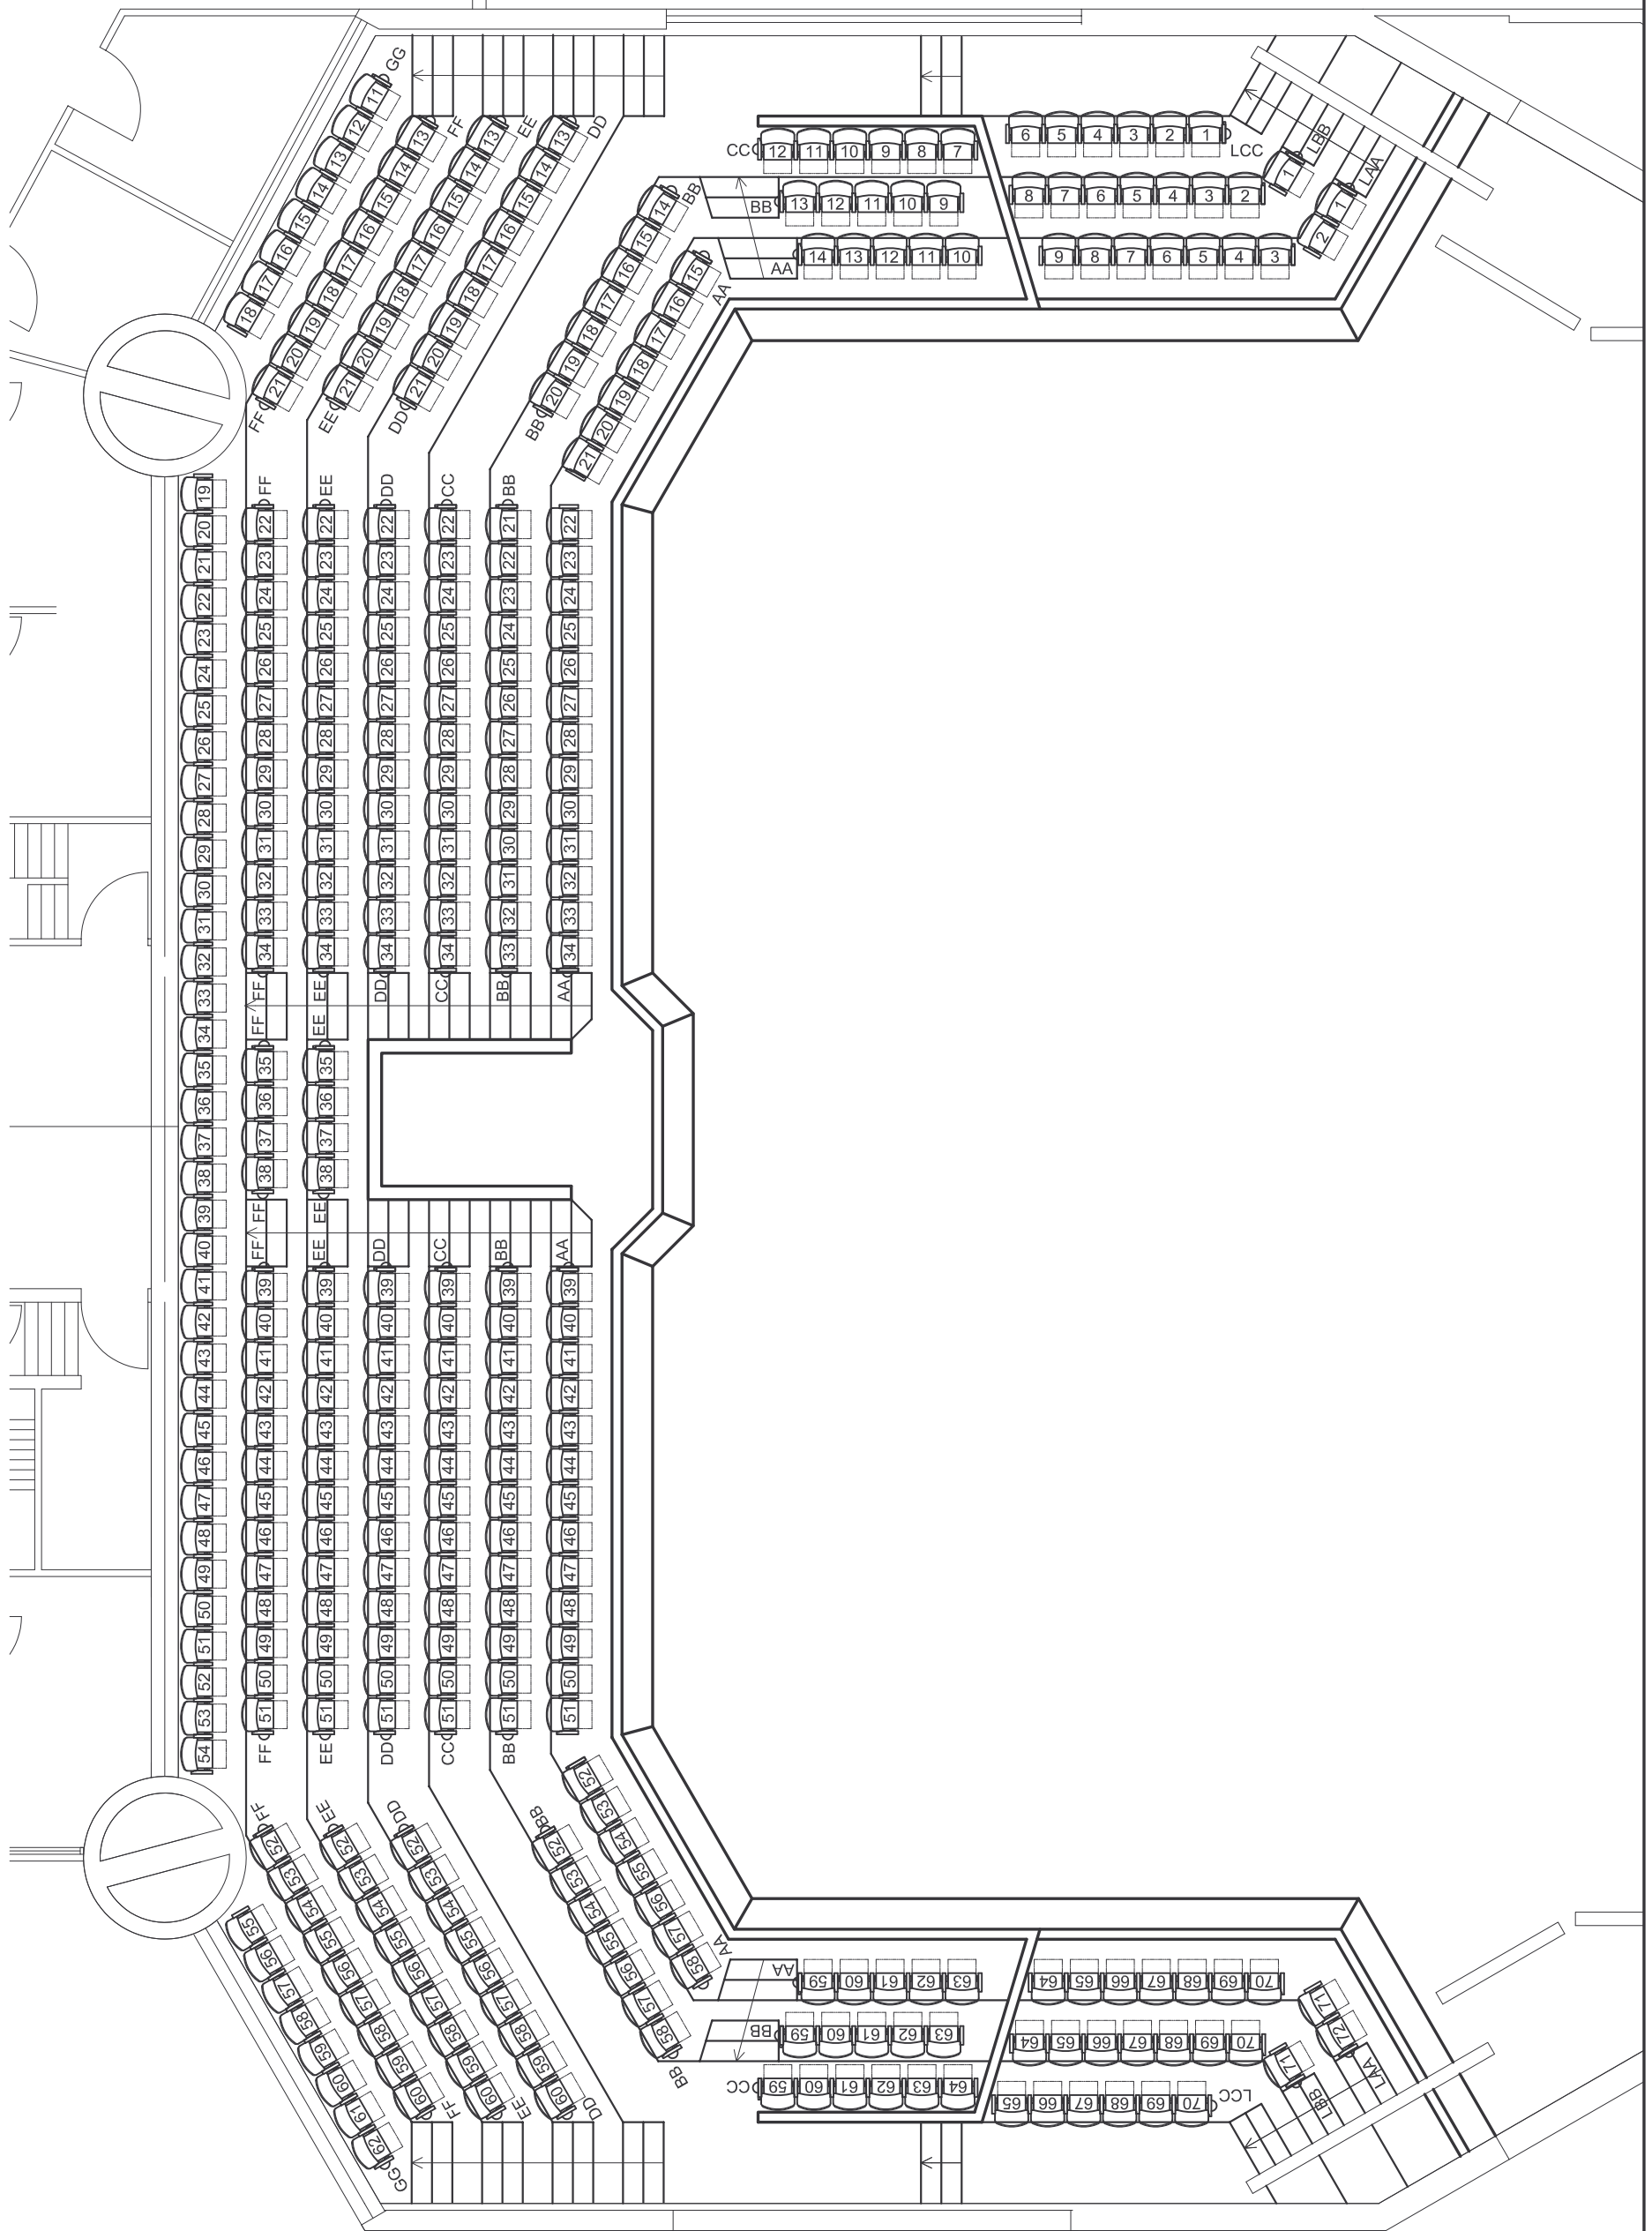 GG 11 12 13 14 15 16 17 18
FF 13 14 15 16 17 18 19 20 21 FF
EE 13 14 15 16 17 18 19 20 21 EE
DD 13 14 15 16 17 18 19 20 21 DD
CC 12 11 10 9 8 7
6 5 4 3 2 1 LCC
BB 14 15 16 17 18 19 20 BB
BB 13 12 11 10 9
8 7 6 5 4 3 2
1 LBB
AA 15 16 17 18 19 20 21
AA 14 13 12 11 10
9 8 7 6 5 4 3
2 1 LAA
19 20 21 22 23 24 25 26 27 28 29 30 31 32 33 34 35 36 37 38 39 40 41 42 43 44 45 46 47 48 49 50 51 52 53 54
FF 22 23 24 25 26 27 28 29 30 31 32 33 34 FF
EE 22 23 24 25 26 27 28 29 30 31 32 33 34 EE
DD 22 23 24 25 26 27 28 29 30 31 32 33 34 DD
CC 22 23 24 25 26 27 28 29 30 31 32 33 34 CC
BB 21 22 23 24 25 26 27 28 29 30 31 32 33 BB
22 23 24 25 26 27 28 29 30 31 32 33 34 AA
FF 35 36 37 38 FF
EE 35 36 37 38 EE
FF 39 40 41 42 43 44 45 46 47 48 49 50 51 FF
EE 39 40 41 42 43 44 45 46 47 48 49 50 51 EE
DD 39 40 41 42 43 44 45 46 47 48 49 50 51 DD
CC 39 40 41 42 43 44 45 46 47 48 49 50 51 CC
BB 39 40 41 42 43 44 45 46 47 48 49 50 51 BB
AA 39 40 41 42 43 44 45 46 47 48 49 50 51
55 56 57 58 59 60 61 62 GG
FF 52 53 54 55 56 57 58 59 60 FF
EE 52 53 54 55 56 57 58 59 60 EE
DD 52 53 54 55 56 57 58 59 60 DD
BB 52 53 54 55 56 57 58 BB
52 53 54 55 56 57 58 AA
AA 59 60 61 62 63
64 65 66 67 68 69 70
71 72 LAA
BB 59 60 61 62 63
64 65 66 67 68 69 70
71 LBB
CC 59 60 61 62 63 64
65 66 67 68 69 70 LCC